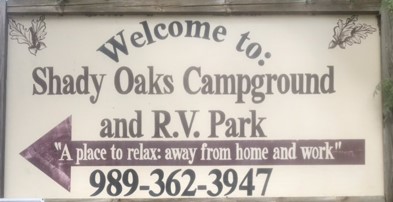 Welcome to:
Shady Oaks Campground
and R.V. Park
"A place to relax: away from home and work"
989-362-3947